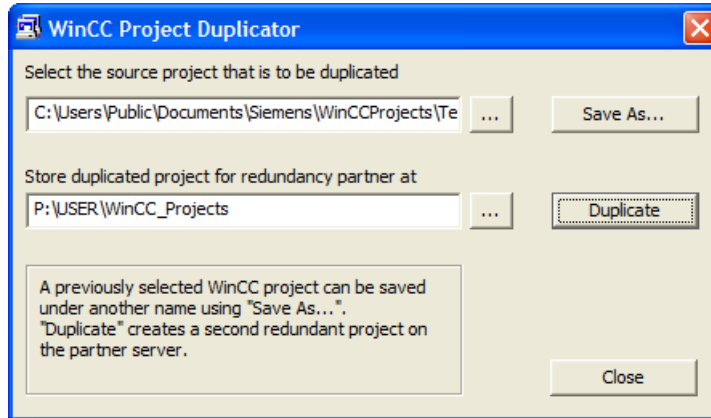 WinCC Project Duplicator
Select the source project that is to be duplicated
C:\Users\Public\Documents\Siemens\WinCCProjects\Te
...
Save As...
Store duplicated project for redundancy partner at
P:\USER\WinCC_Projects
...
Duplicate
A previously selected WinCC project can be saved
under another name using "Save As...".
"Duplicate" creates a second redundant project on
the partner server.
Close